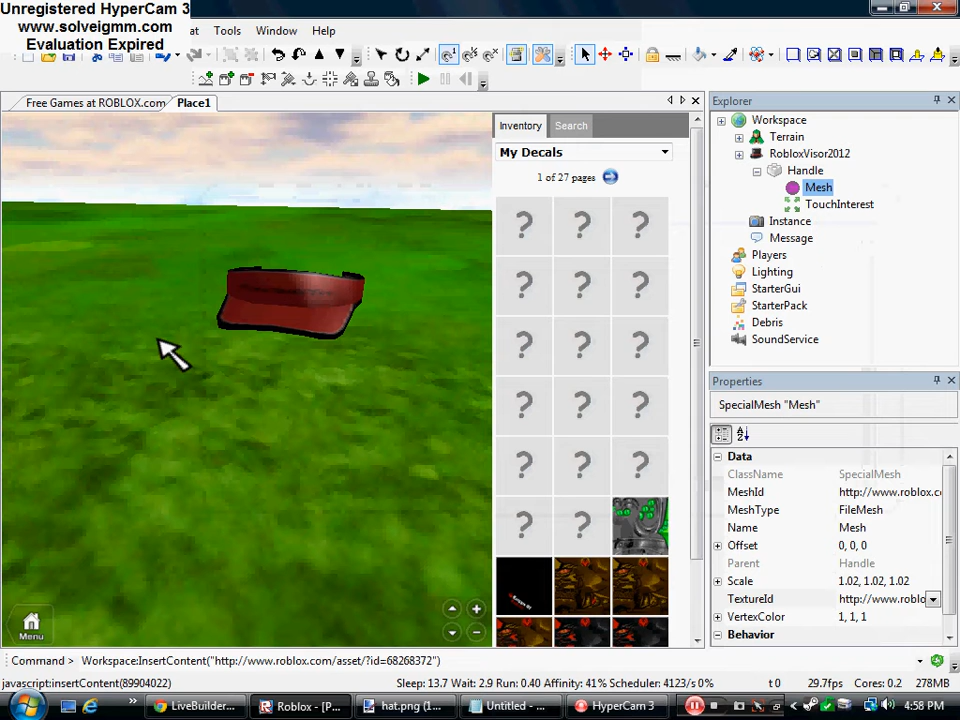 Unregistered HyperCam 3
www.solveigmm.com
Evaluation Expired
Tools Window Help
Free Games at ROBLOX.com
Place1
Inventory Search
My Decals
1 of 27 pages
Menu
Explorer
Workspace
Terrain
RobloxVisor2012
Handle
Mesh
TouchInterest
Instance
Message
Players
Lighting
StarterGui
StarterPack
Debris
SoundService
Properties
SpecialMesh "Mesh"
Data
ClassName SpecialMesh
MeshId http://www.roblox.co
MeshType FileMesh
Name Mesh
Offset 0, 0, 0
Parent Handle
Scale 1.02, 1.02, 1.02
TextureId http://www.roblo
VertexColor 1, 1, 1
Behavior
Command > Workspace:InsertContent("http://www.roblox.com/asset/?id=68268372")
javascript:insertContent(89904022) Sleep: 13.7 Wait: 2.9 Run: 0.40 Affinity: 41% Scheduler: 4123/s 0% t 0 29.7fps Cores: 0.2 278MB
LiveBuilder... Roblox - [P... hat.png (1... Untitled - ... HyperCam 3 4:58 PM